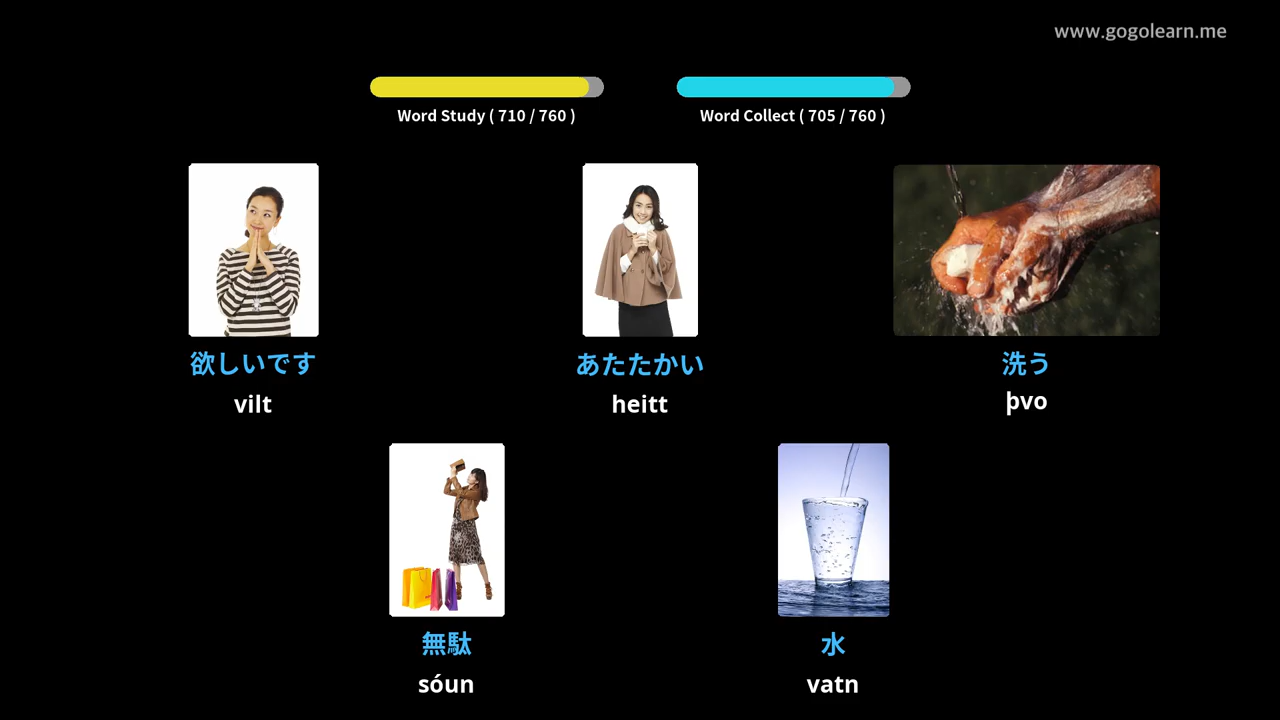 www.gogolearn.me
Word Study ( 710 / 760 )
Word Collect ( 705 / 760 )
欲しいです
vilt
あたたかい
heitt
洗う
þvo
無駄
sóun
水
vatn